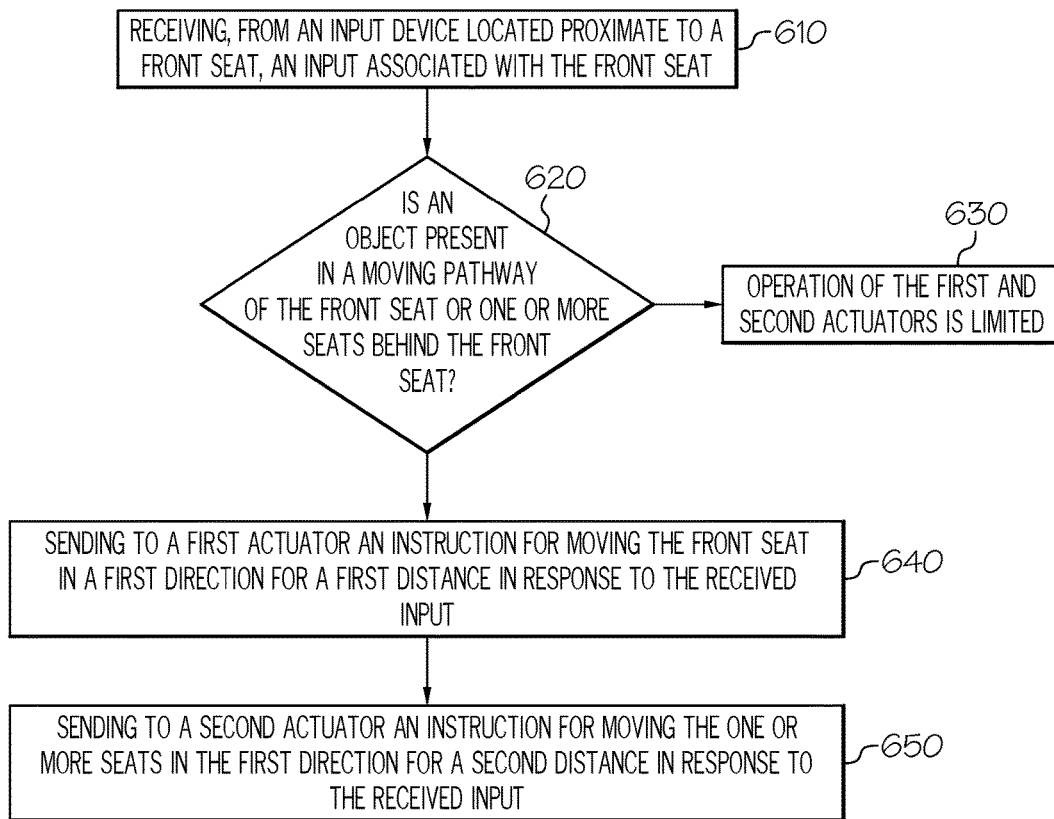 RECEIVING, FROM AN INPUT DEVICE LOCATED PROXIMATE TO A
FRONT SEAT, AN INPUT ASSOCIATED WITH THE FRONT SEAT
610
IS AN
OBJECT PRESENT
IN A MOVING PATHWAY
OF THE FRONT SEAT OR ONE OR MORE
SEATS BEHIND THE FRONT
SEAT?
620
630
OPERATION OF THE FIRST AND
SECOND ACTUATORS IS LIMITED
SENDING TO A FIRST ACTUATOR AN INSTRUCTION FOR MOVING THE FRONT SEAT
IN A FIRST DIRECTION FOR A FIRST DISTANCE IN RESPONSE TO THE RECEIVED
INPUT
640
SENDING TO A SECOND ACTUATOR AN INSTRUCTION FOR MOVING THE ONE OR
MORE SEATS IN THE FIRST DIRECTION FOR A SECOND DISTANCE IN RESPONSE TO
THE RECEIVED INPUT
650